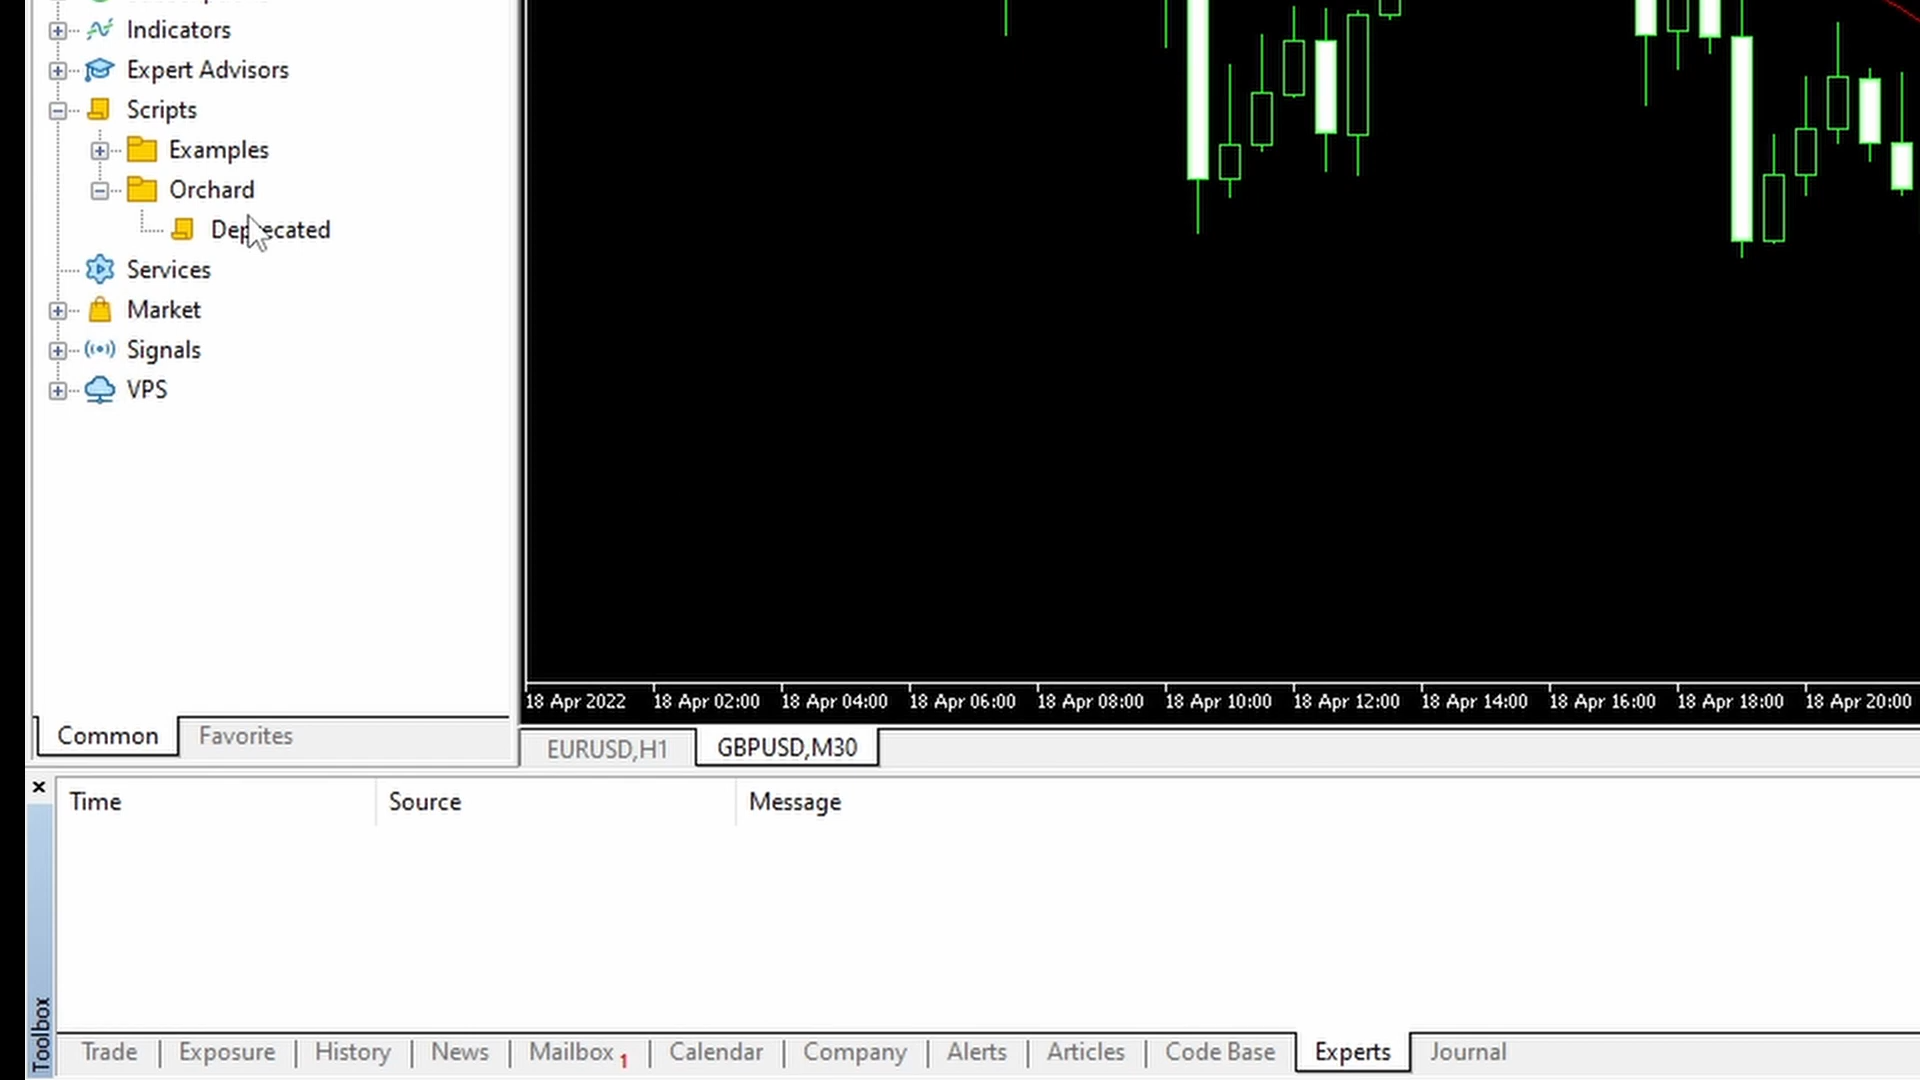 Indicators
Expert Advisors
Scripts
Examples
Orchard
Deprecated
Services
Market
Signals
VPS
Common
Favorites
18 Apr 2022
18 Apr 02:00
18 Apr 04:00
18 Apr 06:00
18 Apr 08:00
18 Apr 10:00
18 Apr 12:00
18 Apr 14:00
18 Apr 16:00
18 Apr 18:00
18 Apr 20:00
EURUSD,H1
GBPUSD,M30
Time
Source
Message
Toolbox
Trade
Exposure
History
News
Mailbox 1
Calendar
Company
Alerts
Articles
Code Base
Experts
Journal